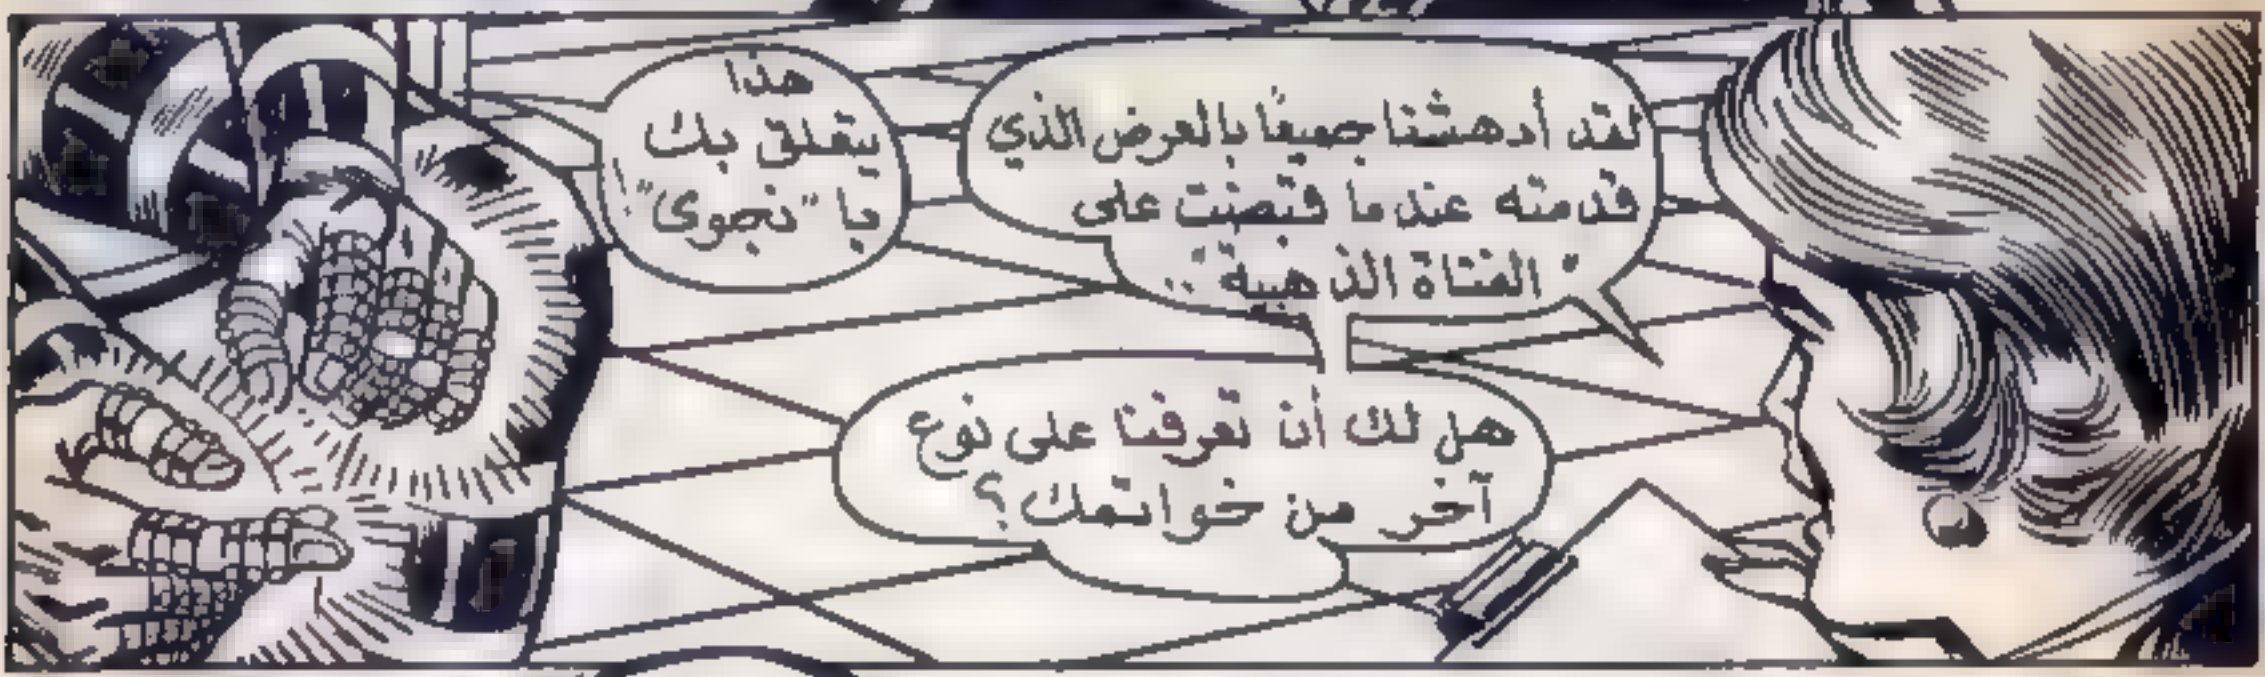 لقد أدهشتنا جميعًا بالعرض الذي
قدمته عندما قبضت على
"الفتاة الذهبية"..
هل لك أن تعرفنا على نوع
آخر من خواتمك؟
هذا
يتعلق بك
يا "نجوى"!